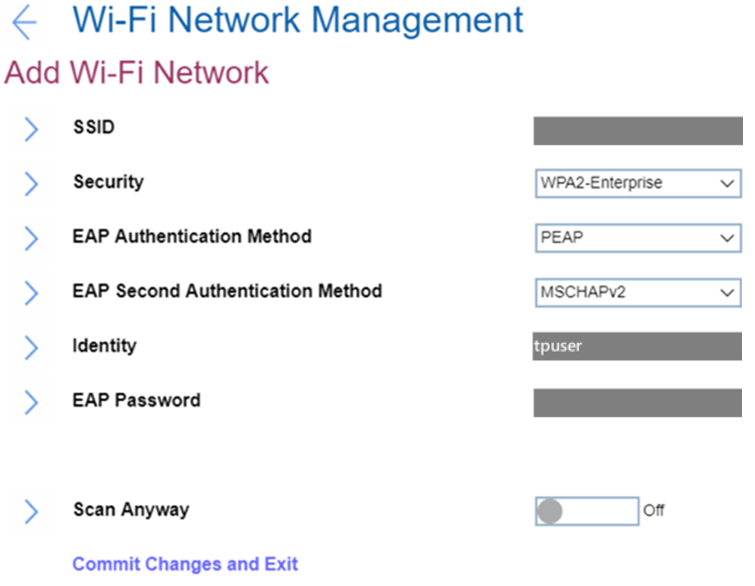 Wi-Fi Network Management
Add Wi-Fi Network
SSID
Security WPA2-Enterprise
EAP Authentication Method PEAP
EAP Second Authentication Method MSCHAPv2
Identity tpuser
EAP Password
Scan Anyway Off
Commit Changes and Exit